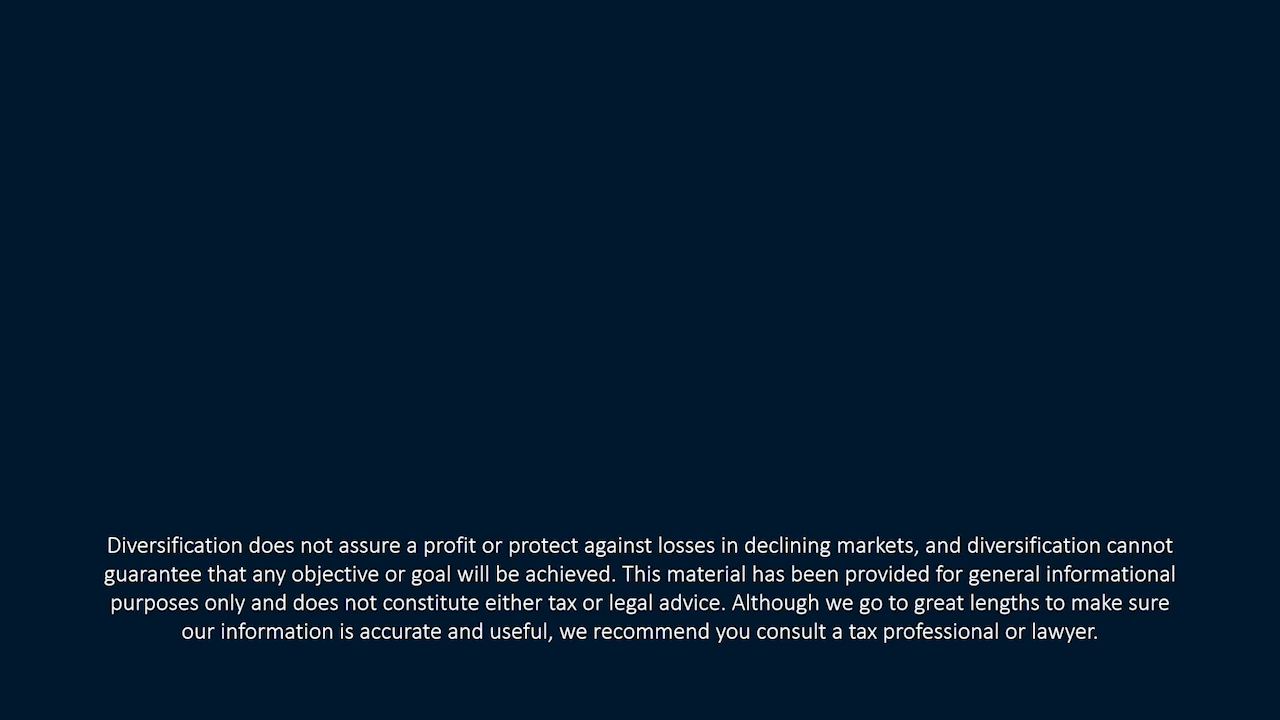 Diversification does not assure a profit or protect against losses in declining markets, and diversification cannot
guarantee that any objective or goal will be achieved. This material has been provided for general informational
purposes only and does not constitute either tax or legal advice. Although we go to great lengths to make sure
our information is accurate and useful, we recommend you consult a tax professional or lawyer.